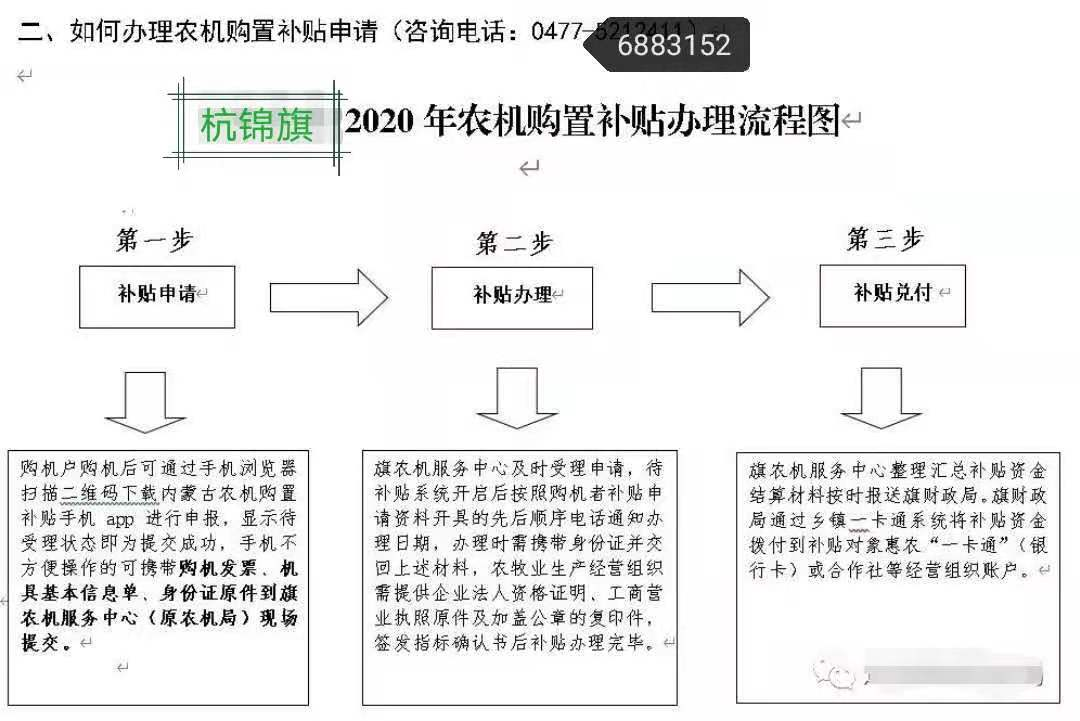 二、如何办理农机购置补贴申请（咨询电话：0477-5212411）
6883152
杭锦旗 2020 年农机购置补贴办理流程图
第一步
第二步
第三步
补贴申请
补贴办理
补贴兑付
购机户购机后可通过手机浏览器
扫描二维码下载内蒙古农机购置
补贴手机 app 进行申报，显示待
受理状态即为提交成功，手机不
方便操作的可携带购机发票、机
具基本信息单、身份证原件到旗
农机服务中心（原农机局）现场
提交。
旗农机服务中心及时受理申请，待
补贴系统开启后按照购机者补贴申
请资料开具的先后顺序电话通知办
理日期，办理时需携带身份证并交
回上述材料，农牧业生产经营组织
需提供企业法人资格证明、工商营
业执照原件及加盖公章的复印件，
签发指标确认书后补贴办理完毕。
旗农机服务中心整理汇总补贴资金
结算材料按时报送旗财政局。旗财政
局通过乡镇一卡通系统将补贴资金
拨付到补贴对象惠农“一卡通”（银
行卡）或合作社等经营组织账户。